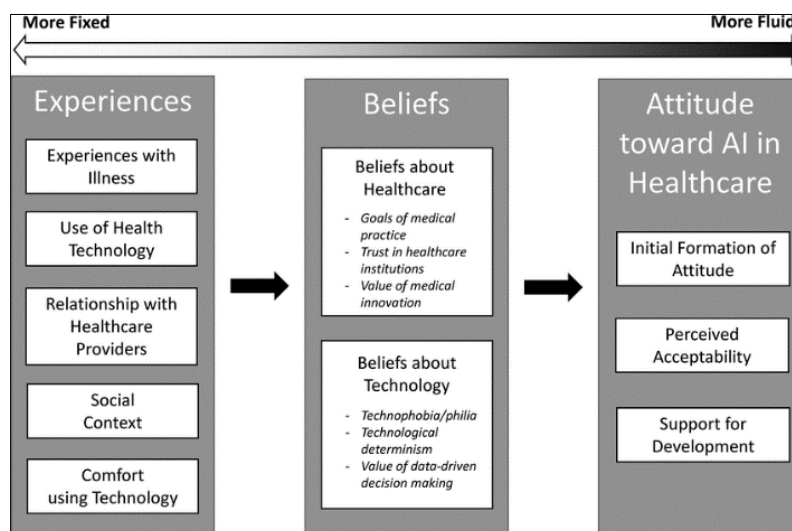 More Fixed
More Fluid
Experiences
Experiences with
Illness
Use of Health
Technology
Relationship with
Healthcare
Providers
Social
Context
Comfort
using Technology
Beliefs
Beliefs about
Healthcare
- Goals of medical
practice
- Trust in healthcare
institutions
- Value of medical
innovation
Beliefs about
Technology
- Technophobia/philia
- Technological
determinism
- Value of data-driven
decision making
Attitude
toward AI in
Healthcare
Initial Formation of
Attitude
Perceived
Acceptability
Support for
Development